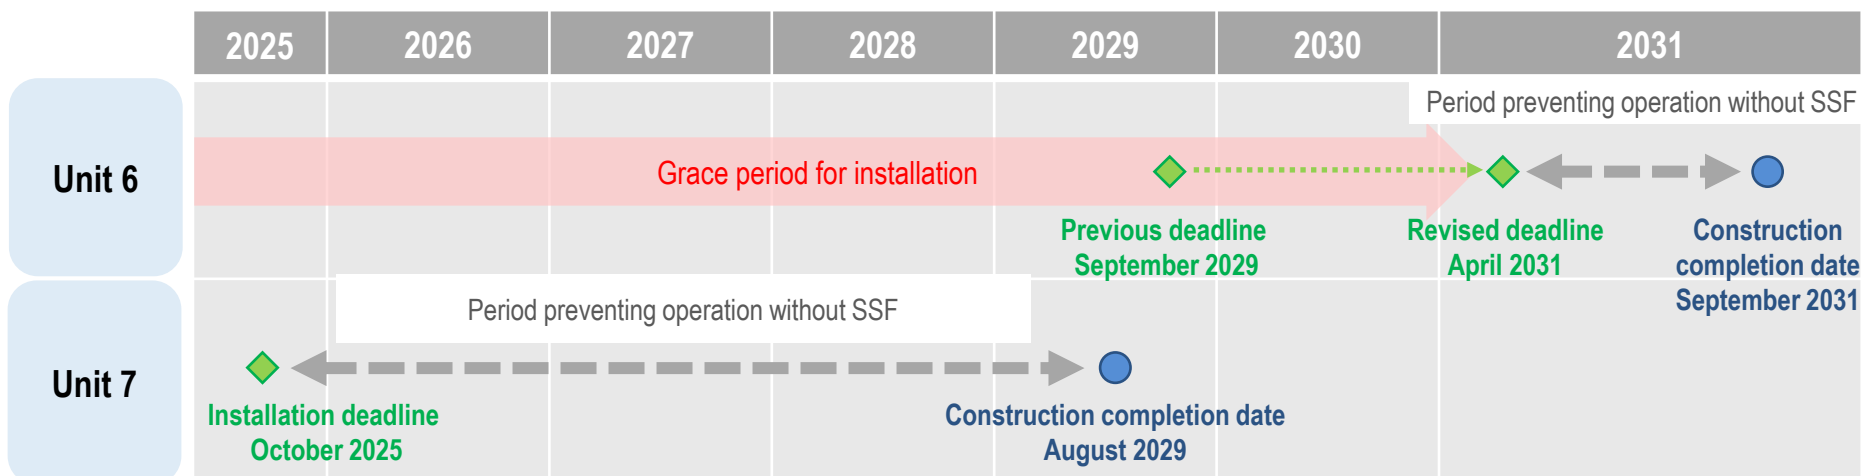 2025 2026 2027 2028 2029 2030 2031
Period preventing operation without SSF
Unit 6
Grace period for installation
Previous deadline
September 2029
Revised deadline
April 2031
Construction
completion date
September 2031
Period preventing operation without SSF
Unit 7
Installation deadline
October 2025
Construction completion date
August 2029